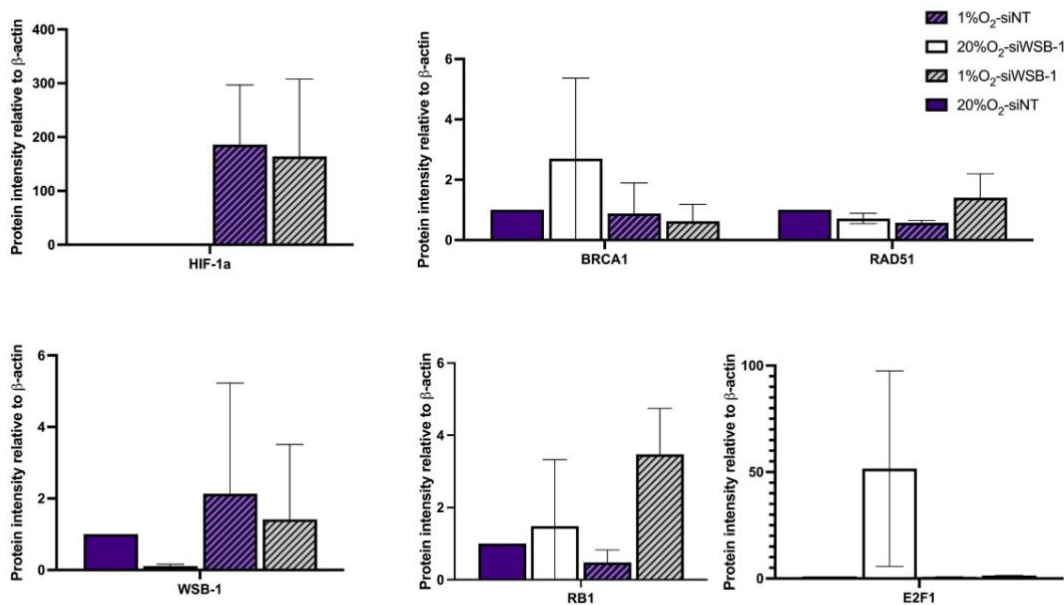 Protein intensity relative to β-actin
400
300
200
100
0
HIF-1a
Protein intensity relative to β-actin
6
4
2
0
BRCA1
RAD51
1%O₂-siNT
20%O₂-siWSB-1
1%O₂-siWSB-1
20%O₂-siNT
Protein intensity relative to β-actin
6
4
2
0
WSB-1
Protein intensity relative to β-actin
6
4
2
0
RB1
Protein intensity relative to β-actin
100
50
0
E2F1